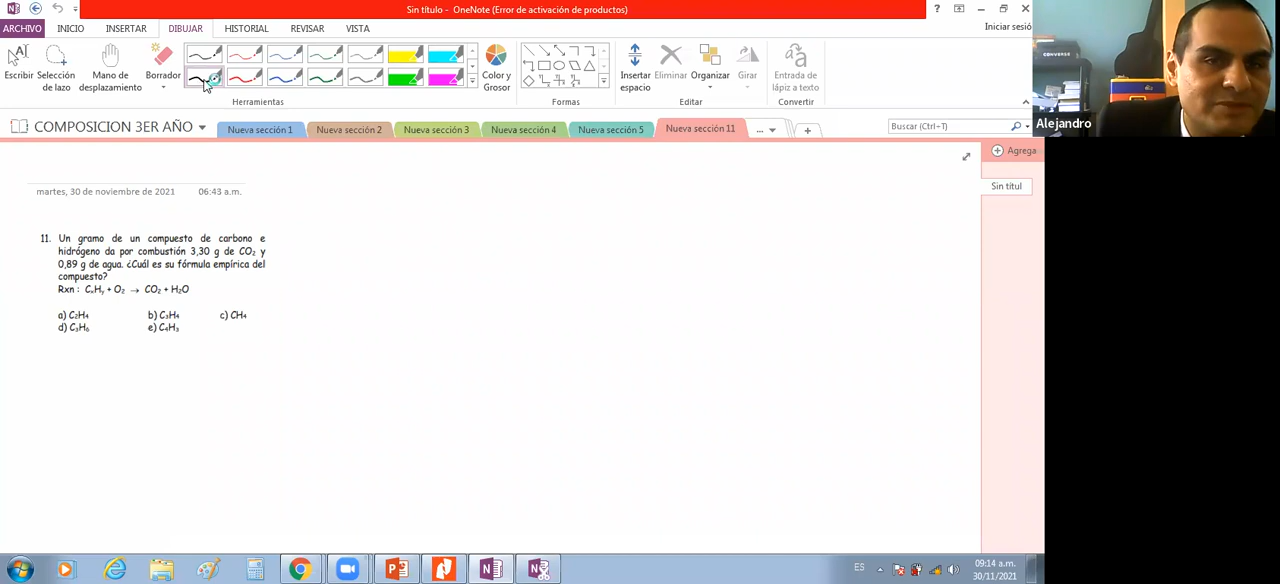 Sin título - OneNote (Error de activación de productos)
ARCHIVO INICIO INSERTAR DIBUJAR HISTORIAL REVISAR VISTA
Iniciar sesió
Escribir
Selección de lazo
Mano de desplazamiento
Borrador
Color y Grosor
Insertar espacio
Eliminar
Organizar
Girar
Entrada de lápiz a texto
Herramientas Formas Editar Convertir
COMPOSICION 3ER AÑO
Nueva sección 1 Nueva sección 2 Nueva sección 3 Nueva sección 4 Nueva sección 5 Nueva sección 11 ...
Buscar (Ctrl+T)
CONVERSE
Alejandro
Agrega
Sin títul
martes, 30 de noviembre de 2021 06:43 a.m.
11. Un gramo de un compuesto de carbono e
hidrógeno da por combustión 3,30 g de CO₂ y
0,89 g de agua. ¿Cuál es su fórmula empírica del
compuesto?
Rxn : CₓHᵧ + O₂ → CO₂ + H₂O
a) C₂H₄ b) C₃H₄ c) CH₄
d) C₃H₆ e) C₄H₃
ES
09:14 a.m.
30/11/2021